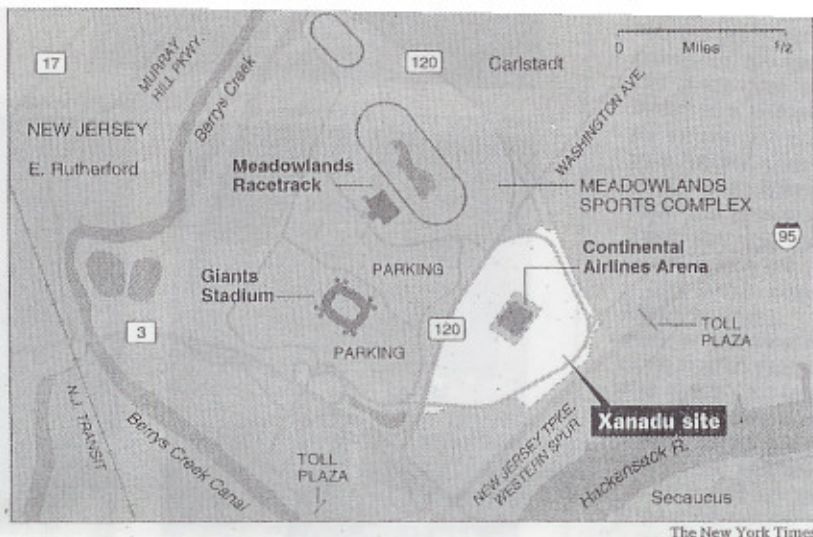 17
MURRAY
HILL PKWY.
Berrys Creek
120
Carlstadt
0 Miles 1/2
NEW JERSEY
E. Rutherford
WASHINGTON AVE.
Meadowlands
Racetrack
MEADOWLANDS
SPORTS COMPLEX
95
Continental
Airlines Arena
PARKING
Giants
Stadium
3
120
PARKING
TOLL
PLAZA
N.J. TRANSIT
Berrys Creek Canal
TOLL
PLAZA
NEW JERSEY TPKE.
WESTERN SPUR
Xanadu site
Hackensack R.
Secaucus
The New York Times